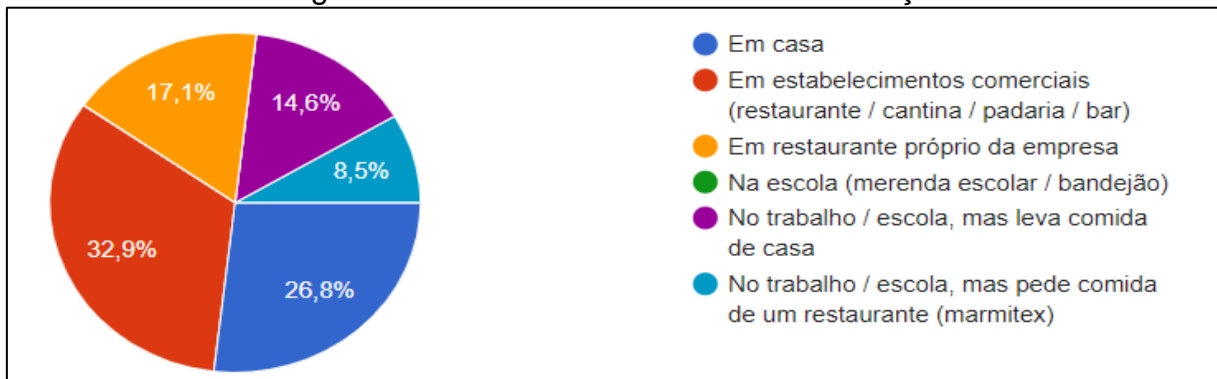 17,1%
14,6%
8,5%
32,9%
26,8%
Em casa
Em estabelecimentos comerciais
(restaurante / cantina / padaria / bar)
Em restaurante próprio da empresa
Na escola (merenda escolar / bandejão)
No trabalho / escola, mas leva comida
de casa
No trabalho / escola, mas pede comida
de um restaurante (marmitex)